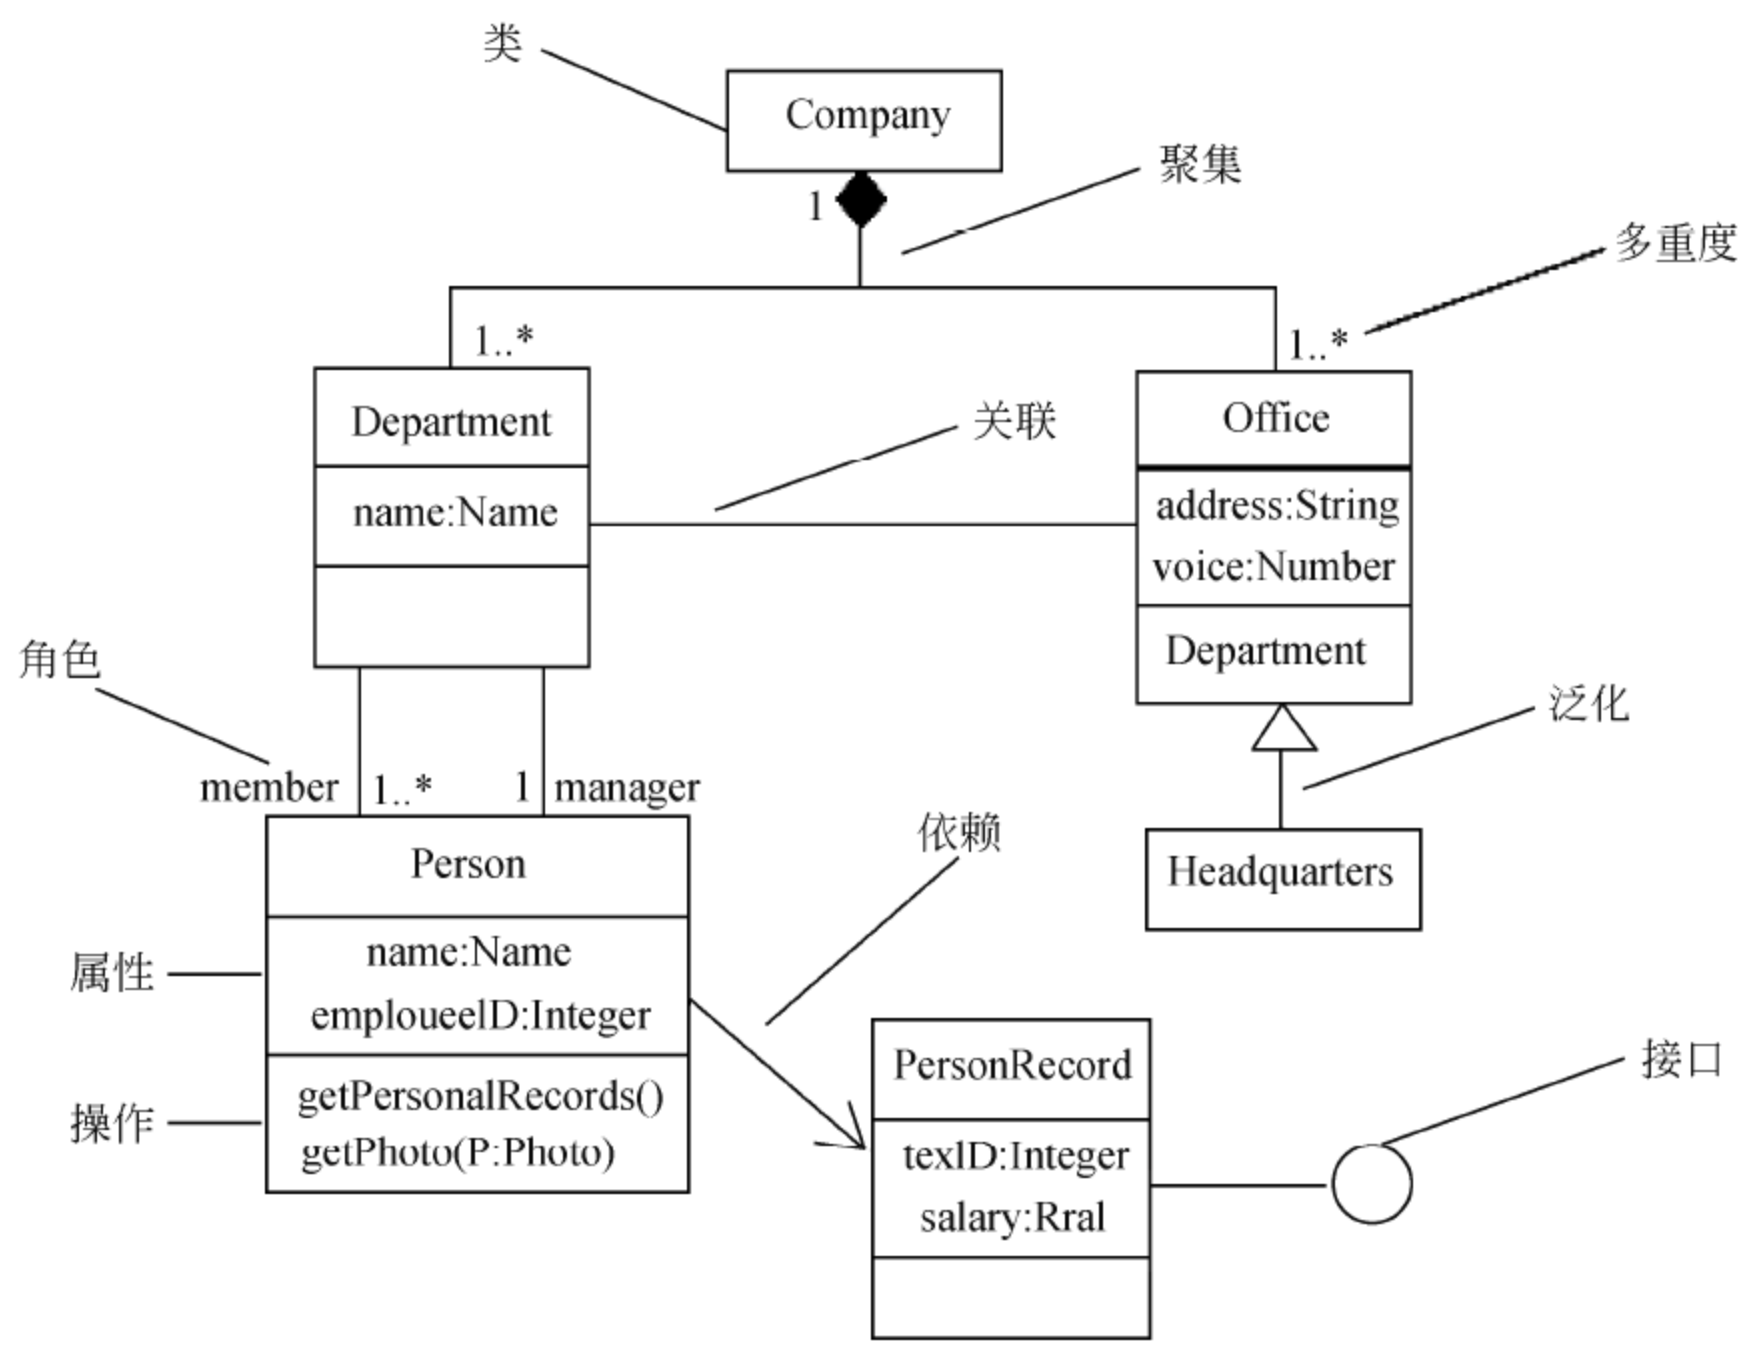 类
Company
聚集
1
多重度
1..*
1..*
Department
Office
关联
name:Name
address:String
voice:Number
Department
角色
泛化
member
1..*
1
manager
依赖
Person
Headquarters
name:Name
属性
emploueelD:Integer
PersonRecord
接口
getPersonalRecords()
操作
getPhoto(P:Photo)
texlD:Integer
salary:Rral